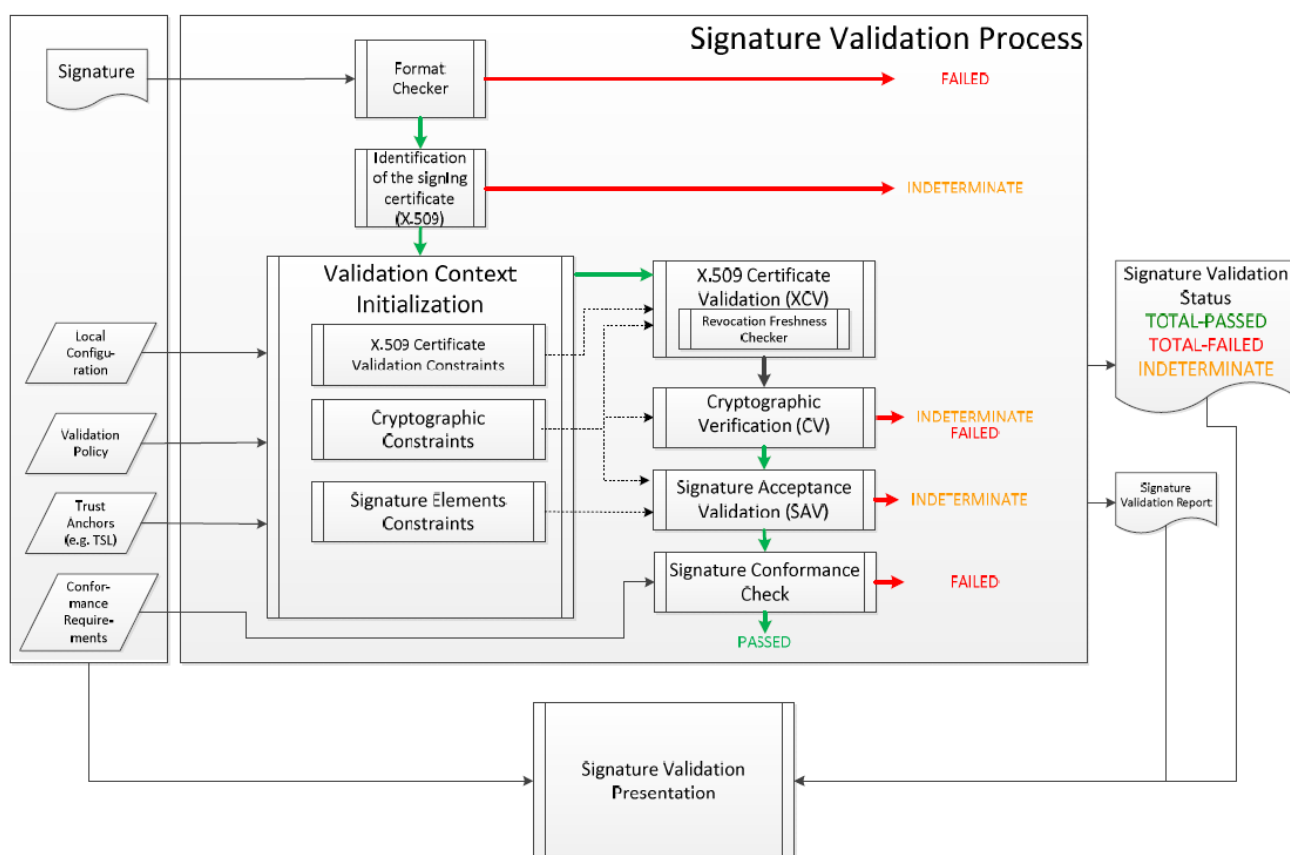 Signature Validation Process
Signature
Format
Checker
FAILED
Identification
of the signing
certificate
(X.509)
INDETERMINATE
Validation Context
Initialization
X.509 Certificate
Validation Constraints
Cryptographic
Constraints
Signature Elements
Constraints
X.509 Certificate
Validation (XCV)
Revocation Freshness
Checker
Cryptographic
Verification (CV)
INDETERMINATE
FAILED
Signature Acceptance
Validation (SAV)
INDETERMINATE
Signature Conformance
Check
FAILED
PASSED
Local
Configu-
ration
Validation
Policy
Trust
Anchors
(e.g. TSL)
Confor-
mance
Require-
ments
Signature Validation
Status
TOTAL-PASSED
TOTAL-FAILED
INDETERMINATE
Signature
Validation Report
Signature Validation
Presentation